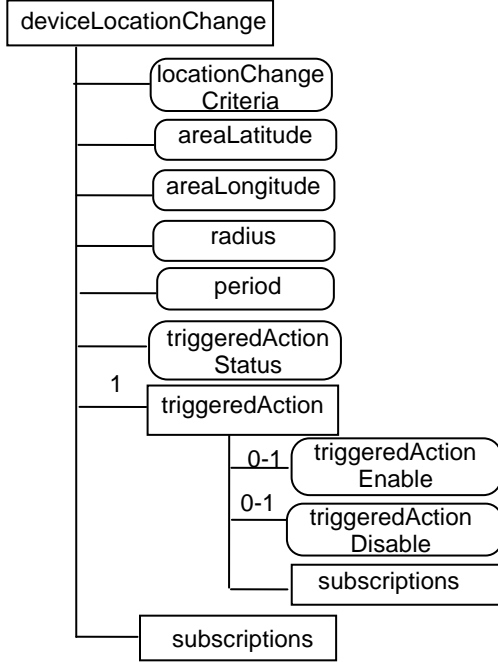 deviceLocationChange
locationChange
Criteria
areaLatitude
areaLongitude
radius
period
triggeredAction
Status
1
triggeredAction
0-1
triggeredAction
Enable
0-1
triggeredAction
Disable
subscriptions
subscriptions